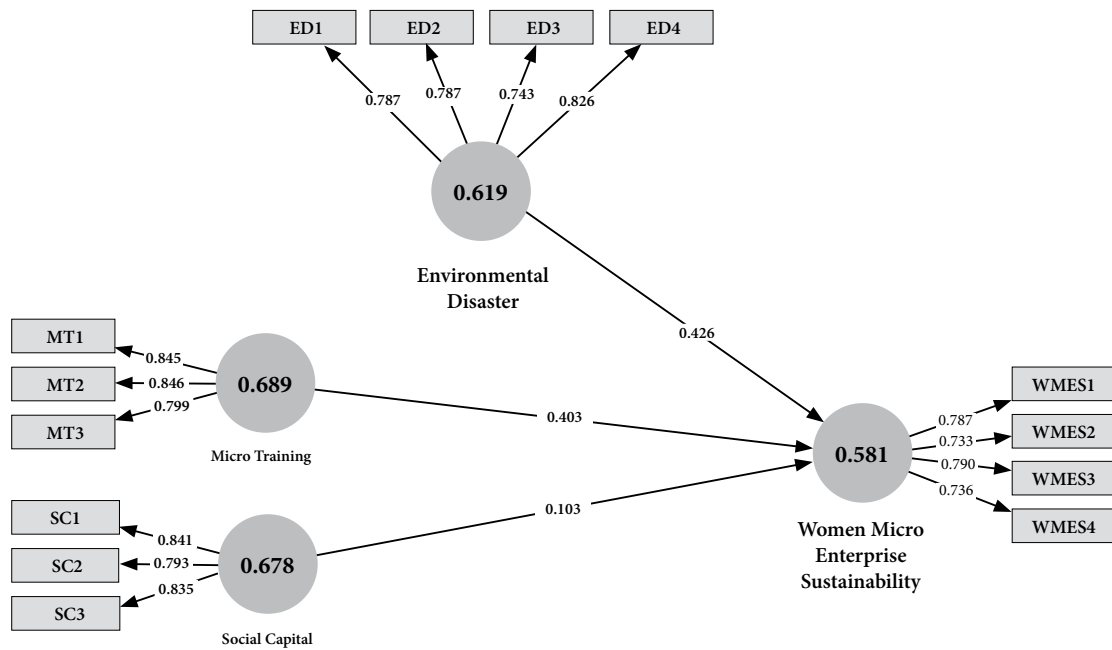 ED1 ED2 ED3 ED4
0.787 0.787 0.743 0.826
0.619
Environmental
Disaster
0.426
MT1
MT2
MT3
0.845
0.846
0.799
0.689
Micro Training
0.403
SC1
SC2
SC3
0.841
0.793
0.835
0.678
Social Capital
0.103
0.581
Women Micro
Enterprise
Sustainability
0.787
0.733
0.790
0.736
WMES1
WMES2
WMES3
WMES4